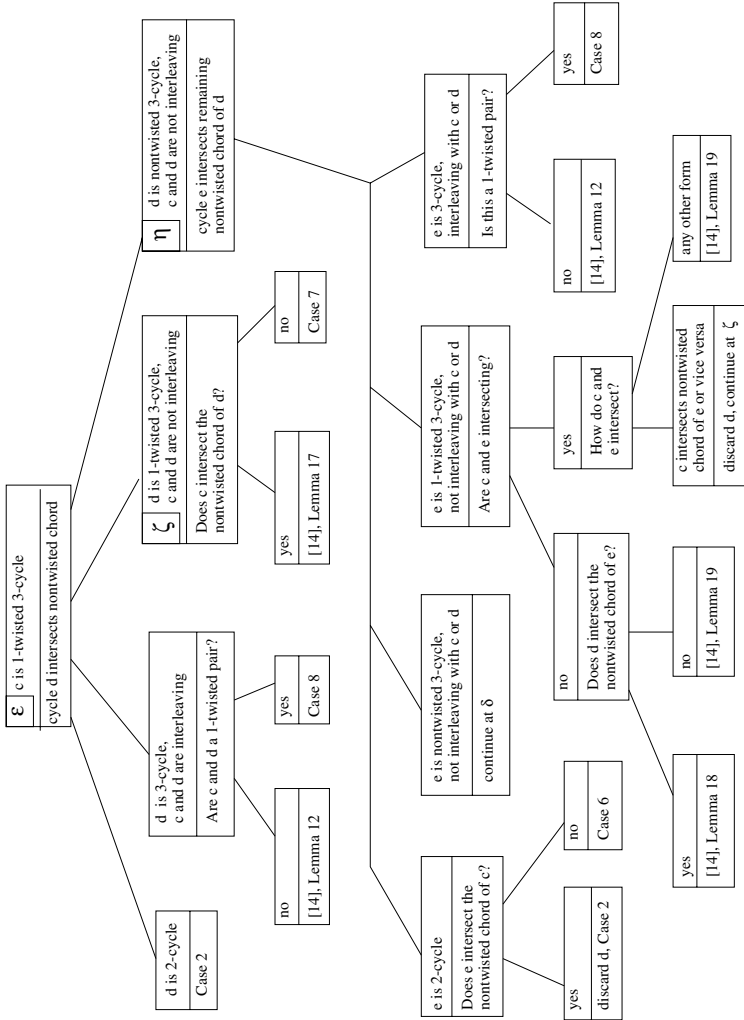 ε c is 1-twisted 3-cycle
cycle d intersects nontwisted chord
d is 2-cycle
Case 2
d is 3-cycle,
c and d are interleaving
Are c and d a 1-twisted pair?
no
[14], Lemma 12
yes
Case 8
ζ d is 1-twisted 3-cycle,
c and d are not interleaving
Does c intersect the
nontwisted chord of d?
yes
[14], Lemma 17
no
Case 7
η d is nontwisted 3-cycle,
c and d are not interleaving
cycle e intersects remaining
nontwisted chord of d
e is 2-cycle
Does e intersect the
nontwisted chord of c?
yes
discard d, Case 2
no
Case 6
e is nontwisted 3-cycle,
not interleaving with c or d
continue at δ
e is 1-twisted 3-cycle,
not interleaving with c or d
Are c and e intersecting?
no
Does d intersect the
nontwisted chord of e?
yes
[14], Lemma 18
no
[14], Lemma 19
yes
How do c and
e intersect?
c intersects nontwisted
chord of e or vice versa
discard d, continue at ζ
any other form
[14], Lemma 19
e is 3-cycle,
interleaving with c or d
Is this a 1-twisted pair?
no
[14], Lemma 12
yes
Case 8